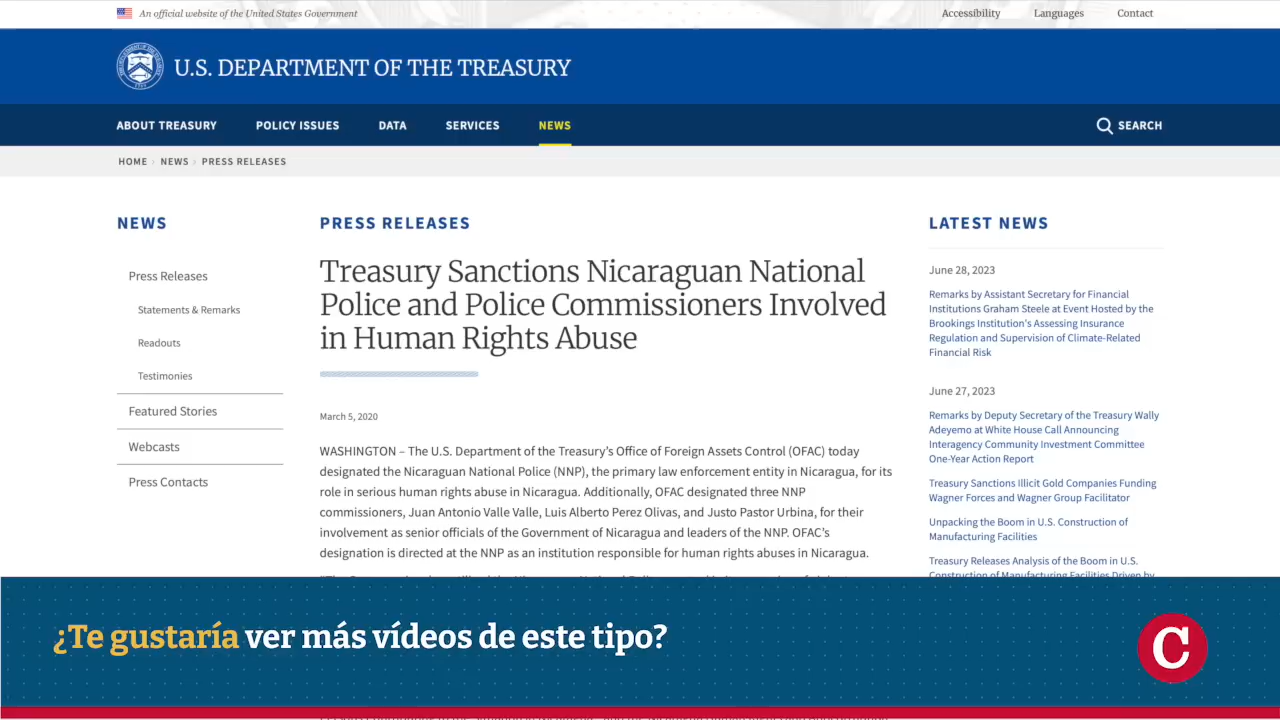 An official website of the United States Government
Accessibility
Languages
Contact
U.S. DEPARTMENT OF THE TREASURY
ABOUT TREASURY
POLICY ISSUES
DATA
SERVICES
NEWS
SEARCH
HOME › NEWS › PRESS RELEASES
NEWS
Press Releases
Statements & Remarks
Readouts
Testimonies
Featured Stories
Webcasts
Press Contacts
PRESS RELEASES
Treasury Sanctions Nicaraguan National
Police and Police Commissioners Involved
in Human Rights Abuse
March 5, 2020
WASHINGTON – The U.S. Department of the Treasury's Office of Foreign Assets Control (OFAC) today
designated the Nicaraguan National Police (NNP), the primary law enforcement entity in Nicaragua, for its
role in serious human rights abuse in Nicaragua. Additionally, OFAC designated three NNP
commissioners, Juan Antonio Valle Valle, Luis Alberto Perez Olivas, and Justo Pastor Urbina, for their
involvement as senior officials of the Government of Nicaragua and leaders of the NNP. OFAC's
designation is directed at the NNP as an institution responsible for human rights abuses in Nicaragua.
LATEST NEWS
June 28, 2023
Remarks by Assistant Secretary for Financial
Institutions Graham Steele at Event Hosted by the
Brookings Institution's Assessing Insurance
Regulation and Supervision of Climate-Related
Financial Risk
June 27, 2023
Remarks by Deputy Secretary of the Treasury Wally
Adeyemo at White House Call Announcing
Interagency Community Investment Committee
One-Year Action Report
Treasury Sanctions Illicit Gold Companies Funding
Wagner Forces and Wagner Group Facilitator
Unpacking the Boom in U.S. Construction of
Manufacturing Facilities
Treasury Releases Analysis of the Boom in U.S.
Construction of Manufacturing Facilities Driven by
¿Te gustaría ver más vídeos de este tipo?
C